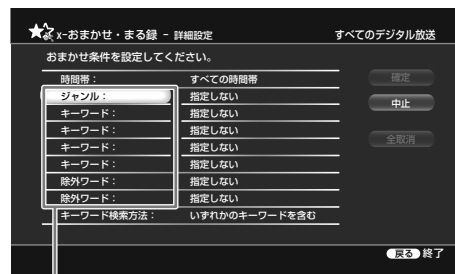 x-おまかせ・まる録 - 詳細設定 すべてのデジタル放送
おまかせ条件を設定してください。
時間帯： すべての時間帯 確定
ジャンル： 指定しない 中止
キーワード： 指定しない
キーワード： 指定しない 全取消
キーワード： 指定しない
キーワード： 指定しない
除外ワード： 指定しない
除外ワード： 指定しない
キーワード検索方法： いずれかのキーワードを含む
戻る 終了